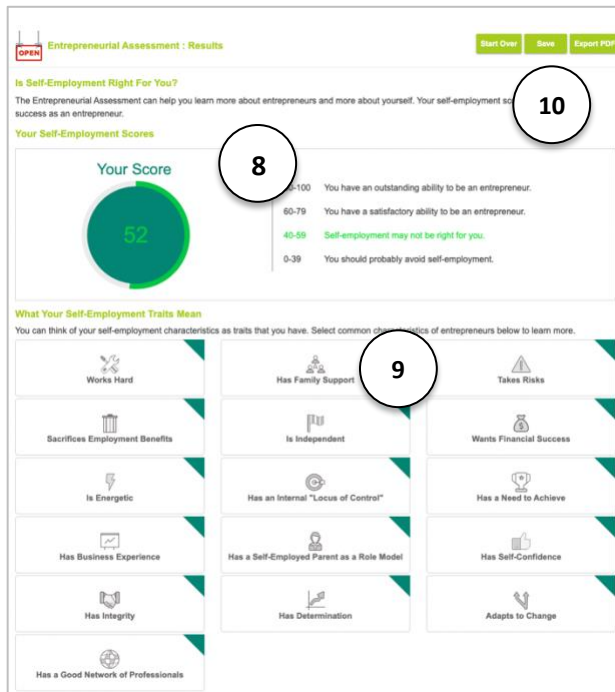 OPEN
Entrepreneurial Assessment : Results
Start Over
Save
Export PDF
Is Self-Employment Right For You?
The Entrepreneurial Assessment can help you learn more about entrepreneurs and more about yourself. Your self-employment
success as an entrepreneur.
10
Your Self-Employment Scores
Your Score
52
8
-100 You have an outstanding ability to be an entrepreneur.
60-79 You have a satisfactory ability to be an entrepreneur.
40-59 Self-employment may not be right for you.
0-39 You should probably avoid self-employment.
What Your Self-Employment Traits Mean
You can think of your self-employment characteristics as traits that you have. Select common characteristics of entrepreneurs below to learn more.
9
Works Hard
Has Family Support
Takes Risks
Sacrifices Employment Benefits
Is Independent
Wants Financial Success
Is Energetic
Has an Internal "Locus of Control"
Has a Need to Achieve
Has Business Experience
Has a Self-Employed Parent as a Role Model
Has Self-Confidence
Has Integrity
Has Determination
Adapts to Change
Has a Good Network of Professionals